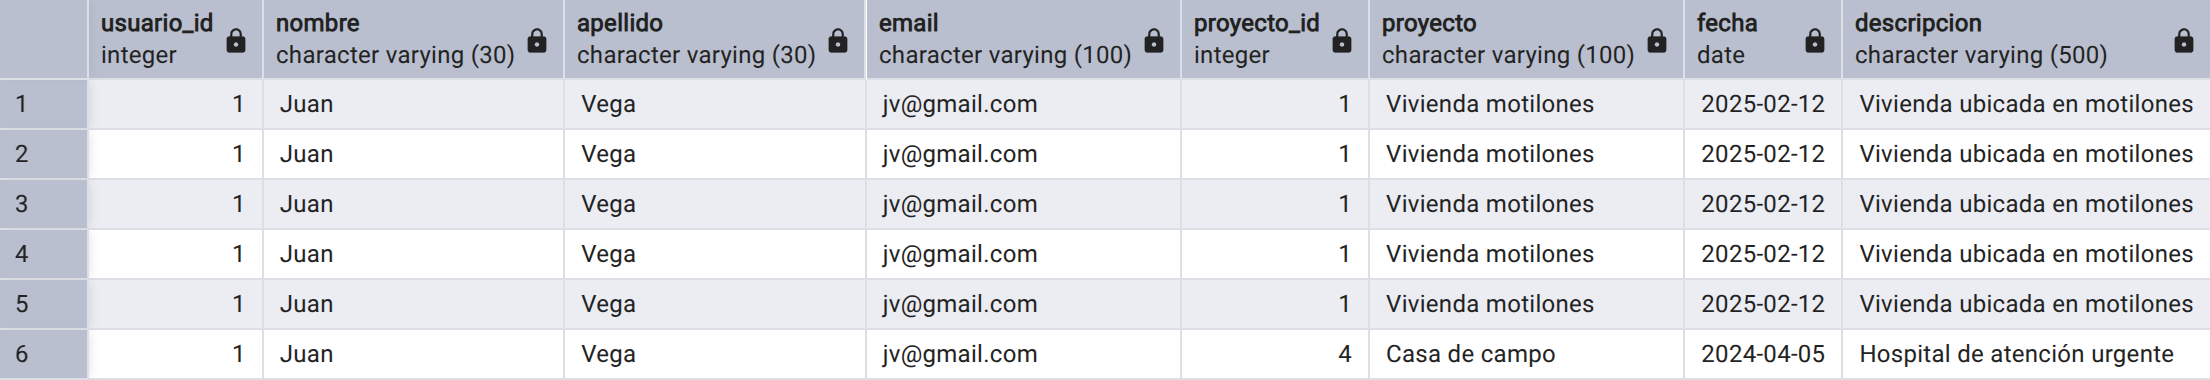 usuario_id nombre apellido email proyecto_id proyecto fecha descripcion
integer character varying (30) character varying (30) character varying (100) integer character varying (100) date character varying (500)
1 1 Juan Vega jv@gmail.com 1 Vivienda motilones 2025-02-12 Vivienda ubicada en motilones
2 1 Juan Vega jv@gmail.com 1 Vivienda motilones 2025-02-12 Vivienda ubicada en motilones
3 1 Juan Vega jv@gmail.com 1 Vivienda motilones 2025-02-12 Vivienda ubicada en motilones
4 1 Juan Vega jv@gmail.com 1 Vivienda motilones 2025-02-12 Vivienda ubicada en motilones
5 1 Juan Vega jv@gmail.com 1 Vivienda motilones 2025-02-12 Vivienda ubicada en motilones
6 1 Juan Vega jv@gmail.com 4 Casa de campo 2024-04-05 Hospital de atención urgente